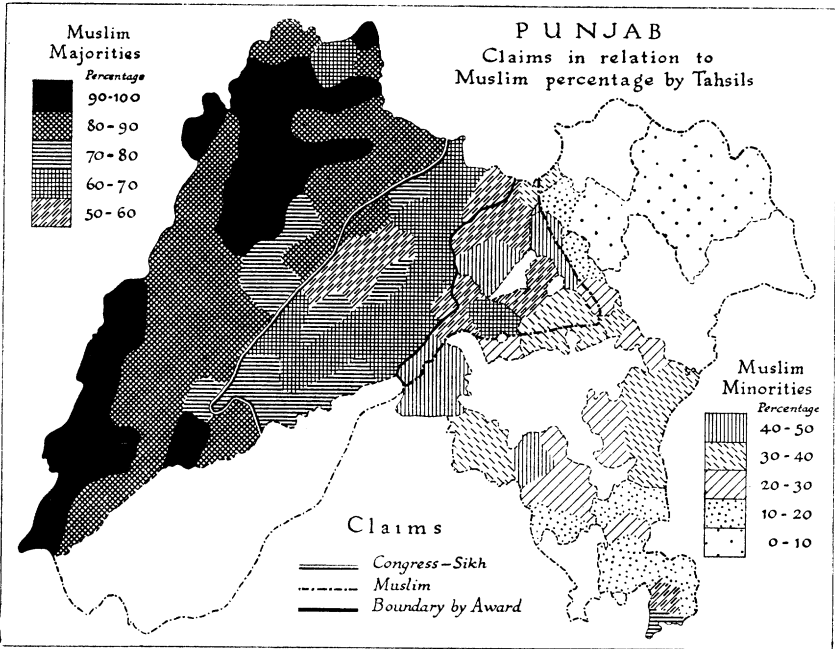 PUNJAB
Claims in relation to
Muslim percentage by Tahsils
Muslim
Majorities
Percentage
90-100
80-90
70-80
60-70
50-60
Muslim
Minorities
Percentage
40-50
30-40
20-30
10-20
0-10
Claims
Congress-Sikh
Muslim
Boundary by Award